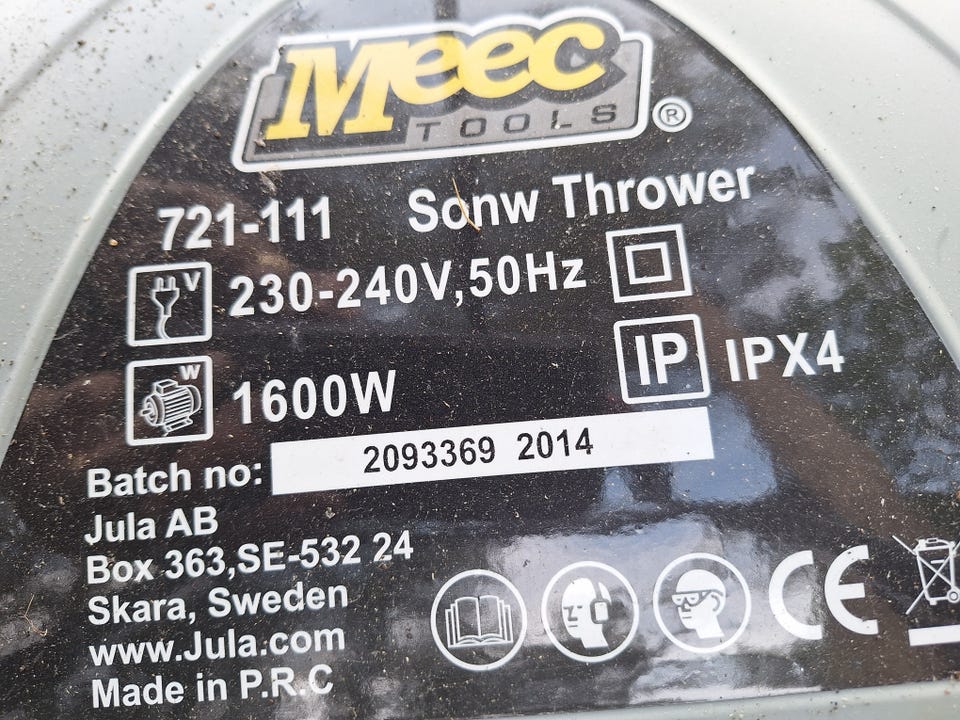 Meec
TOOLS ®
721-111 Sonw Thrower
V 230-240V,50Hz
IP IPX4
W 1600W
Batch no: 2093369 2014
Jula AB
Box 363,SE-532 24
Skara, Sweden
www.Jula.com
Made in P.R.C
CE